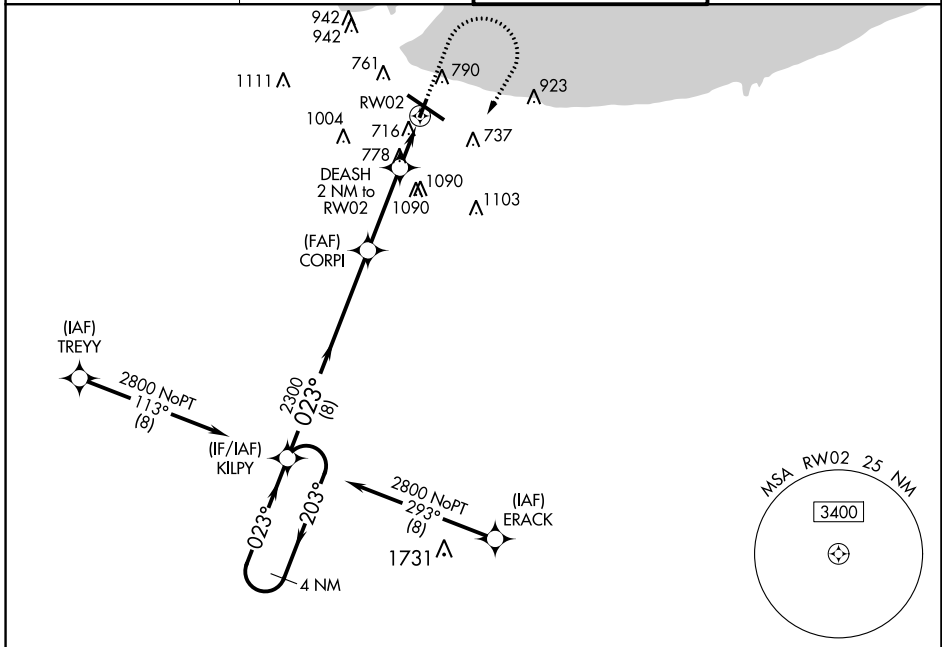 942
942
761
790
1111
923
RW02
1004
716
737
778
DEASH
2 NM to
RW02
1090
1090
1103
(FAF)
CORPI
(IAF)
TREYY
2800 NoPT
113°
(8)
2300
023°
(8)
(IF/IAF)
KILPY
023°
203°
4 NM
2800 NoPT
293°
(8)
(IAF)
ERACK
1731
MSA RW02 25 NM
3400